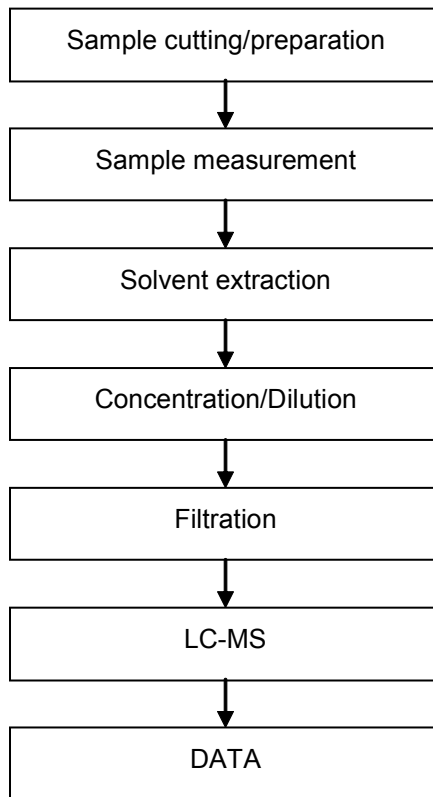 Sample cutting/preparation
Sample measurement
Solvent extraction
Concentration/Dilution
Filtration
LC-MS
DATA